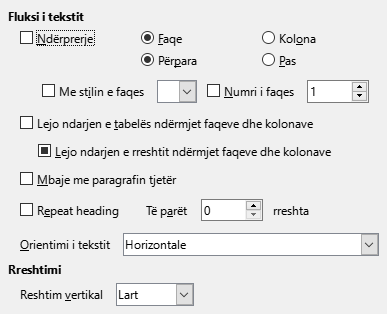 Fluksi i tekstit
Ndërprerje Faqe Kolona
Përpara Pas
Me stilin e faqes Numri i faqes 1
Lejo ndarjen e tabelës ndërmjet faqeve dhe kolonave
Lejo ndarjen e rreshtit ndërmjet faqeve dhe kolonave
Mbaje me paragrafin tjetër
Repeat heading Të parët 0 rreshta
Orientimi i tekstit Horizontale
Rreshtimi
Reshtim vertikal Lart